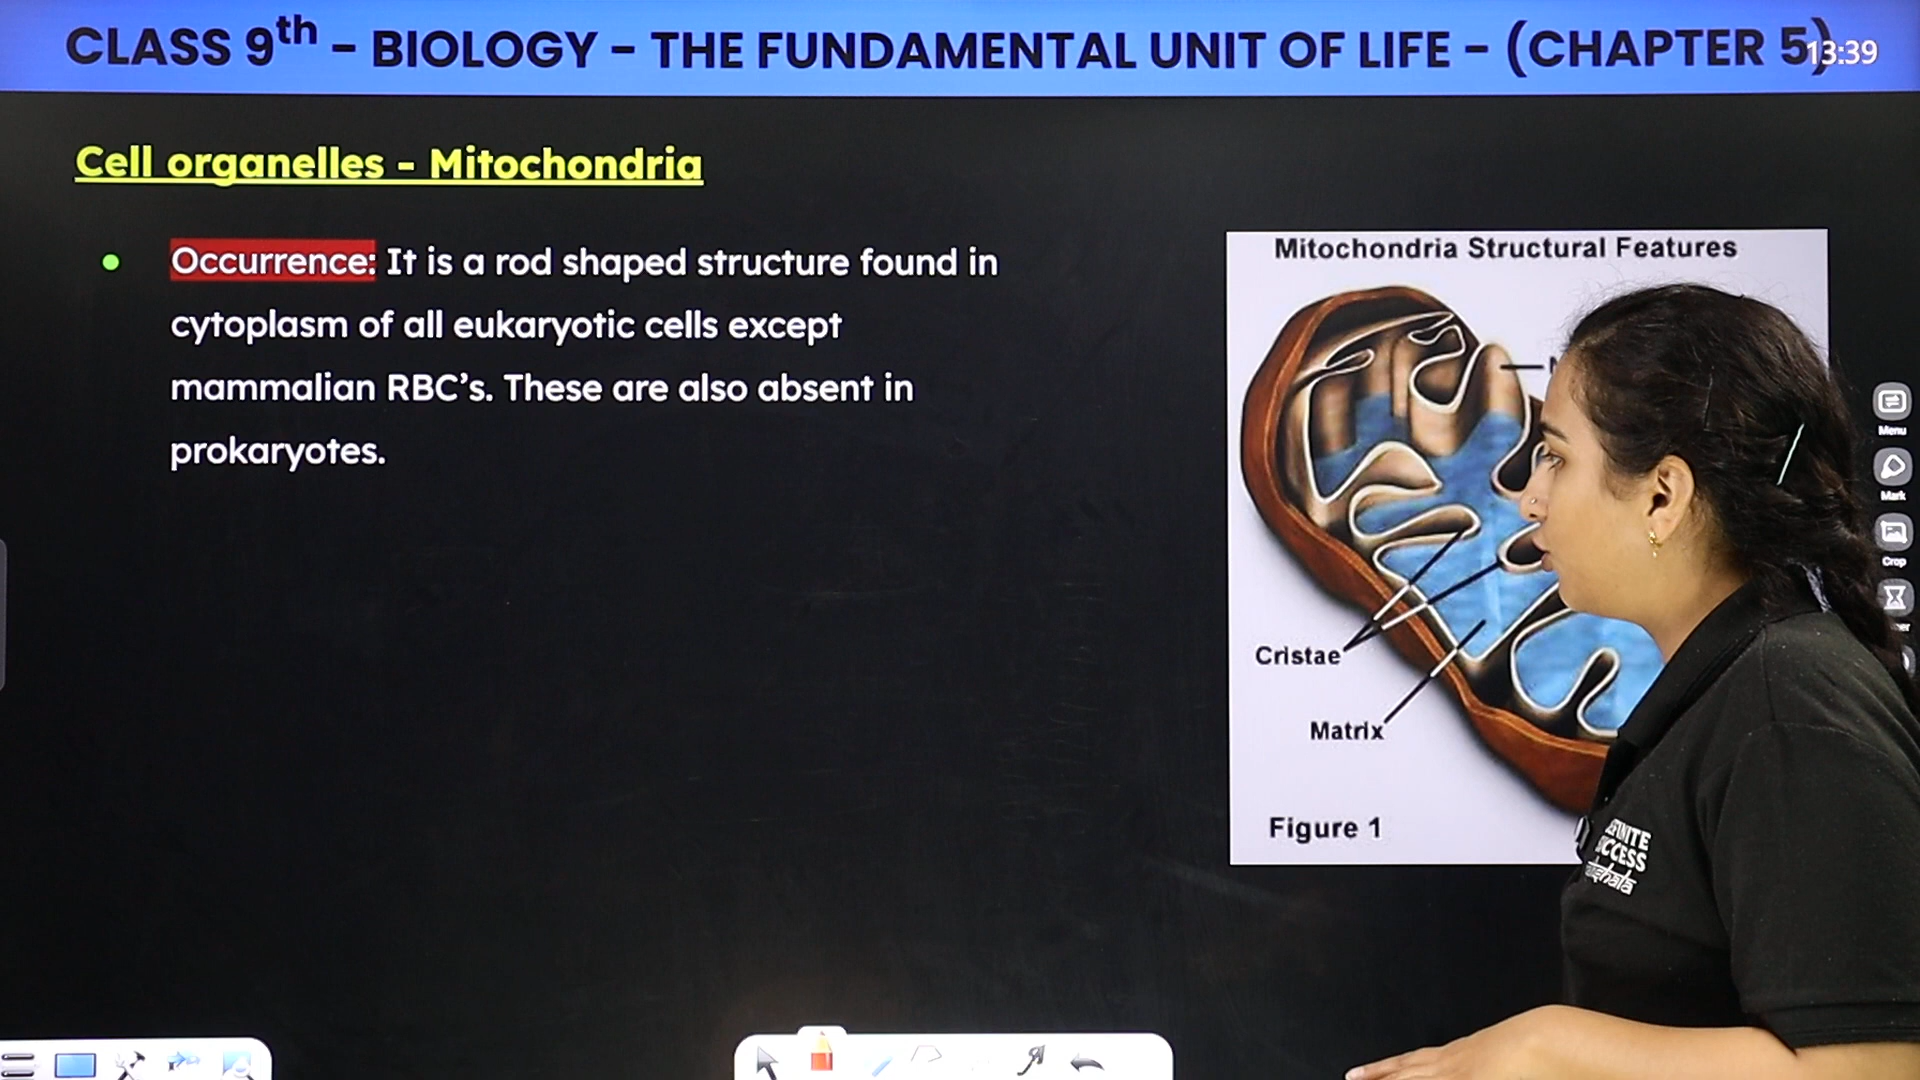 CLASS 9th - BIOLOGY - THE FUNDAMENTAL UNIT OF LIFE - (CHAPTER 5)
13:39
Cell organelles - Mitochondria
Occurrence: It is a rod shaped structure found in
cytoplasm of all eukaryotic cells except
mammalian RBC's. These are also absent in
prokaryotes.
Mitochondria Structural Features
Cristae
Matrix
Figure 1
Menu
Mark
Crop